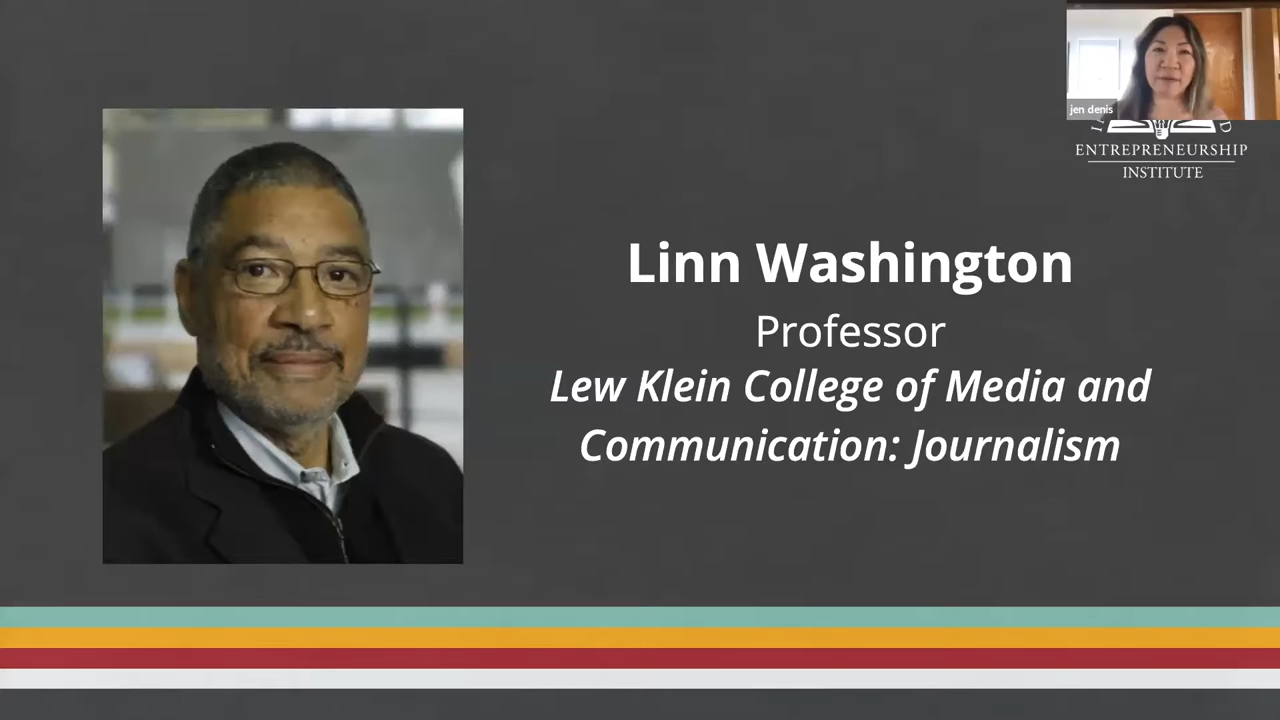 jen denis
ENTREPRENEURSHIP
INSTITUTE
Linn Washington
Professor
Lew Klein College of Media and
Communication: Journalism